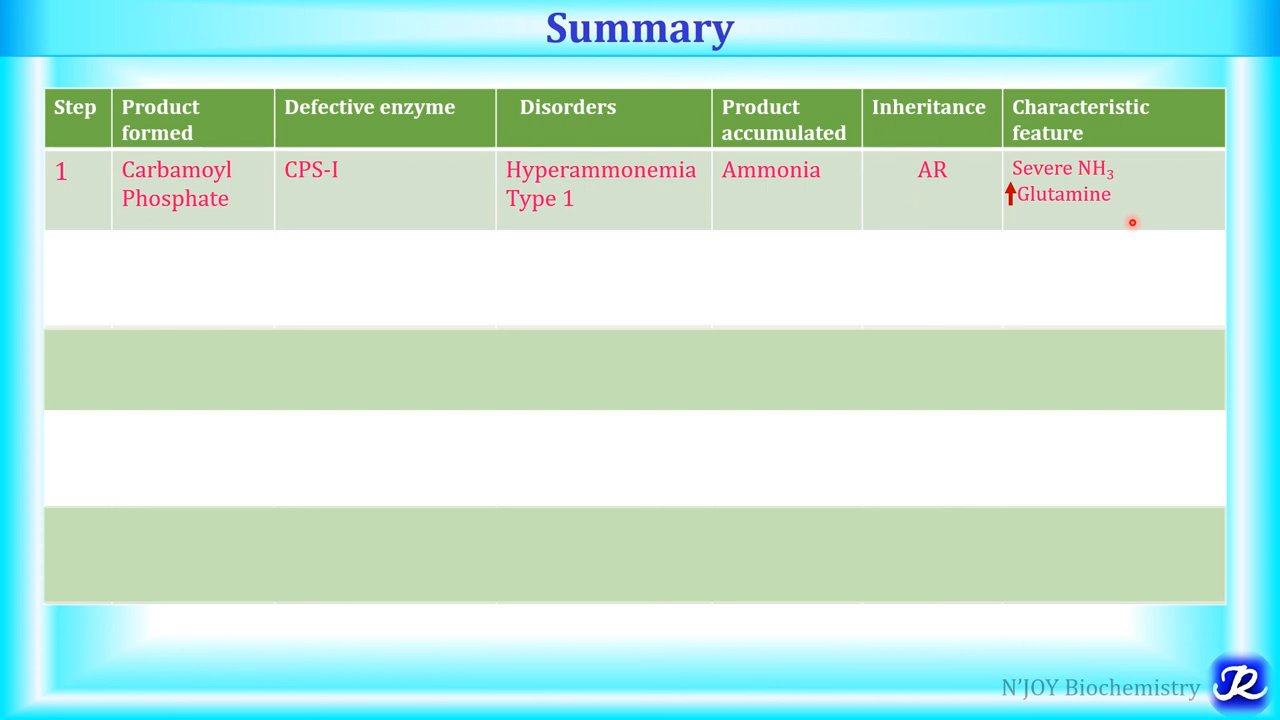 Summary
Step Product formed Defective enzyme Disorders Product accumulated Inheritance Characteristic feature
1 Carbamoyl Phosphate CPS-I Hyperammonemia Type 1 Ammonia AR Severe NH₃ ↑Glutamine
N'JOY Biochemistry
JR